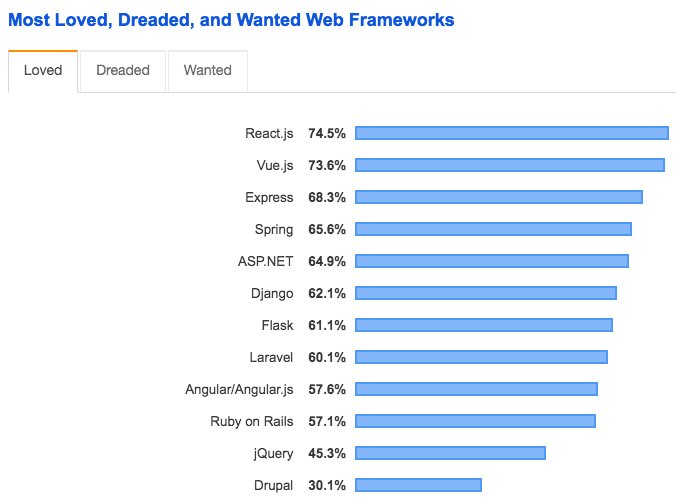 Most Loved, Dreaded, and Wanted Web Frameworks
Loved Dreaded Wanted
React.js 74.5%
Vue.js 73.6%
Express 68.3%
Spring 65.6%
ASP.NET 64.9%
Django 62.1%
Flask 61.1%
Laravel 60.1%
Angular/Angular.js 57.6%
Ruby on Rails 57.1%
jQuery 45.3%
Drupal 30.1%